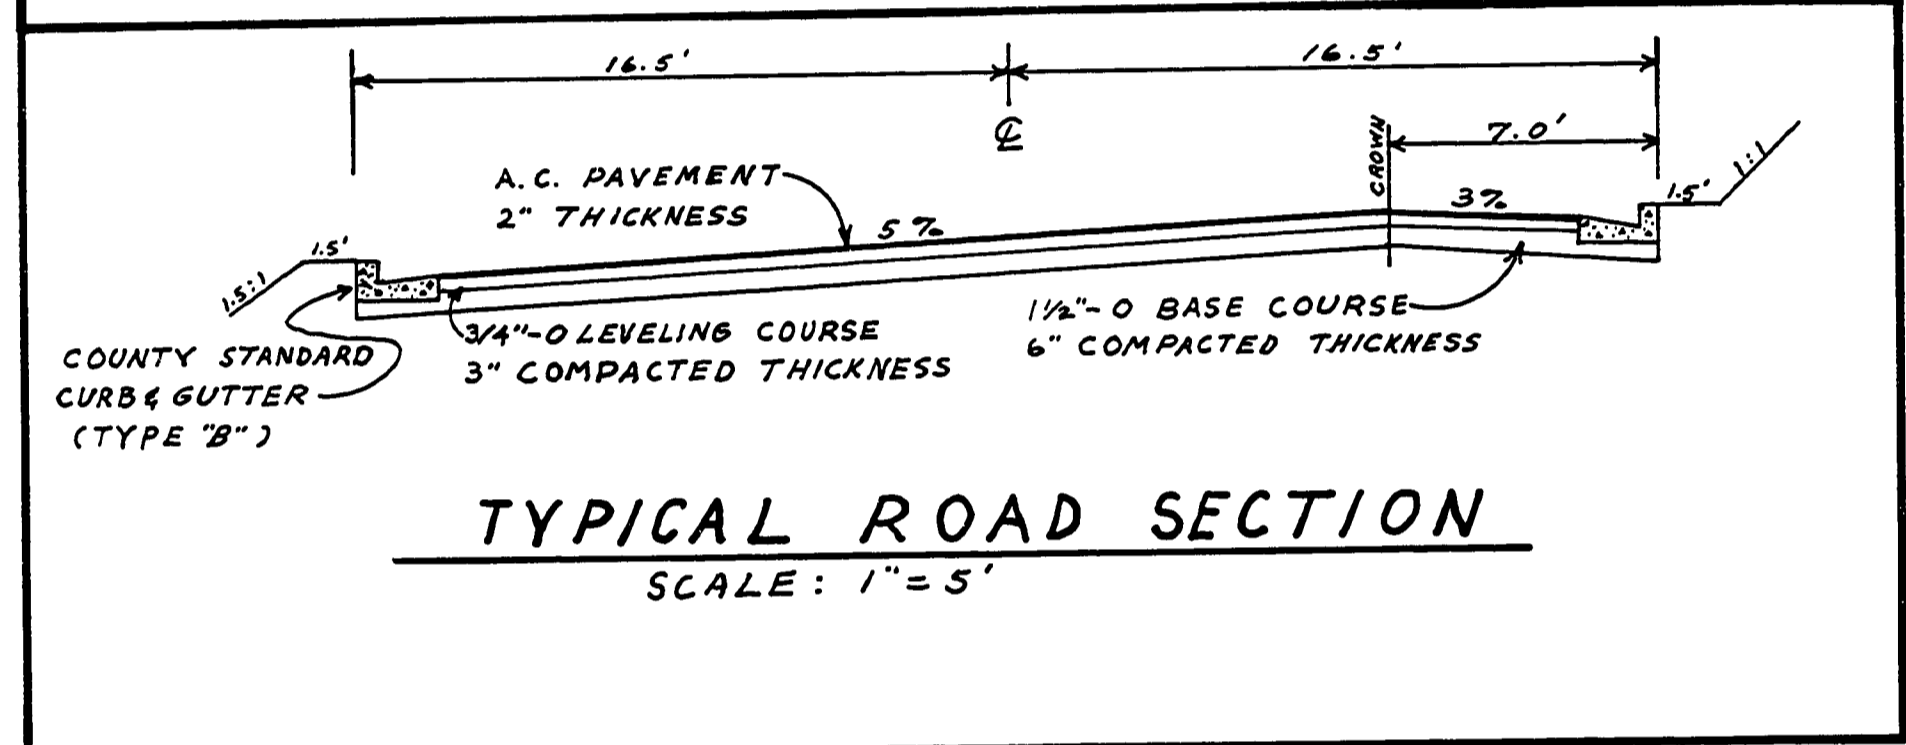 16.5'
16.5'
℄
CROWN
7.0'
1:1
A.C. PAVEMENT
2" THICKNESS
5 %
3%
1.5'
1.5'
1.5:1
1½"-0 BASE COURSE
6" COMPACTED THICKNESS
3/4"-0 LEVELING COURSE
3" COMPACTED THICKNESS
COUNTY STANDARD
CURB & GUTTER
(TYPE "B")
TYPICAL ROAD SECTION
SCALE: 1"=5'